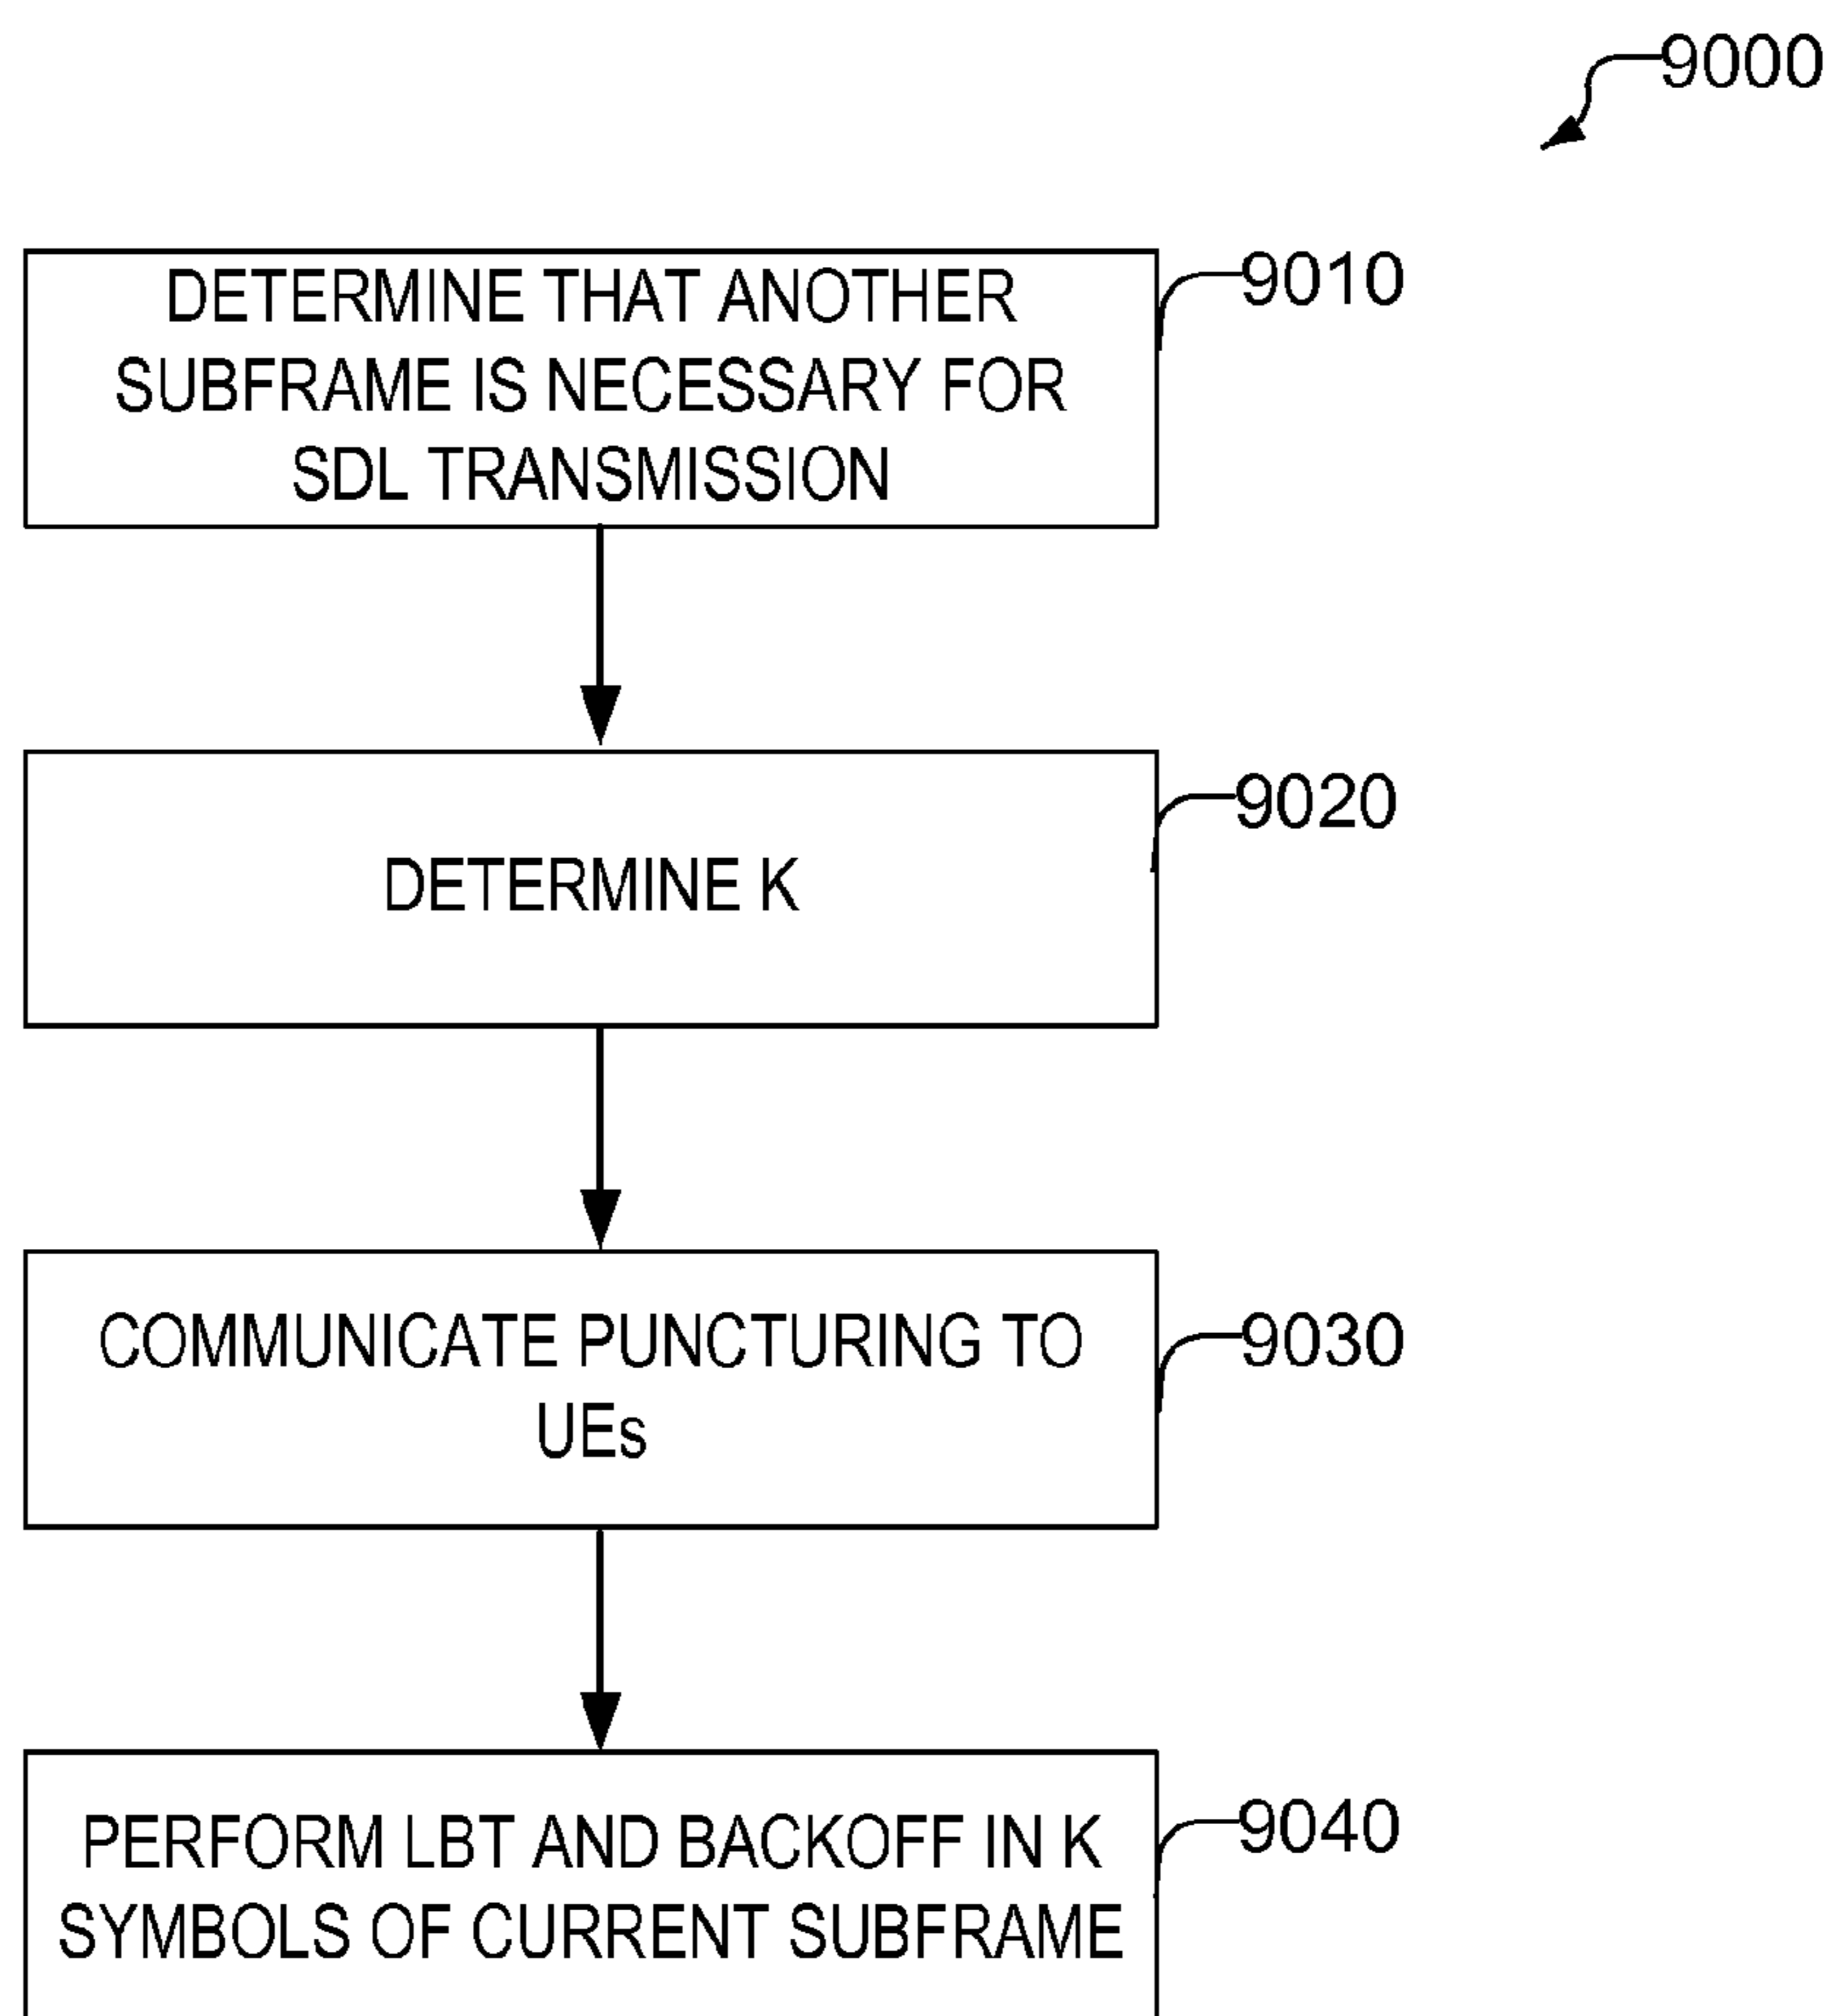 9000
DETERMINE THAT ANOTHER
SUBFRAME IS NECESSARY FOR
SDL TRANSMISSION
9010
DETERMINE K
9020
COMMUNICATE PUNCTURING TO
UEs
9030
PERFORM LBT AND BACKOFF IN K
SYMBOLS OF CURRENT SUBFRAME
9040